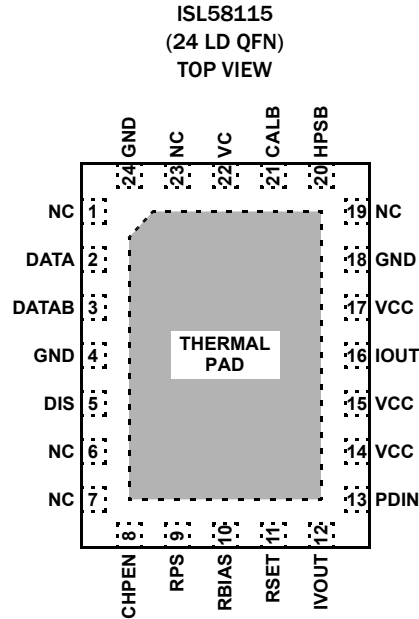 ISL58115
(24 LD QFN)
TOP VIEW
GND
NC
VC
CALB
HPSB
24
23
22
21
20
NC 1
19 NC
DATA 2
18 GND
DATAB 3
17 VCC
GND 4
THERMAL
PAD
16 IOUT
DIS 5
15 VCC
NC 6
14 VCC
NC 7
13 PDIN
8
9
10
11
12
CHPEN
RPS
RBIAS
RSET
IVOUT